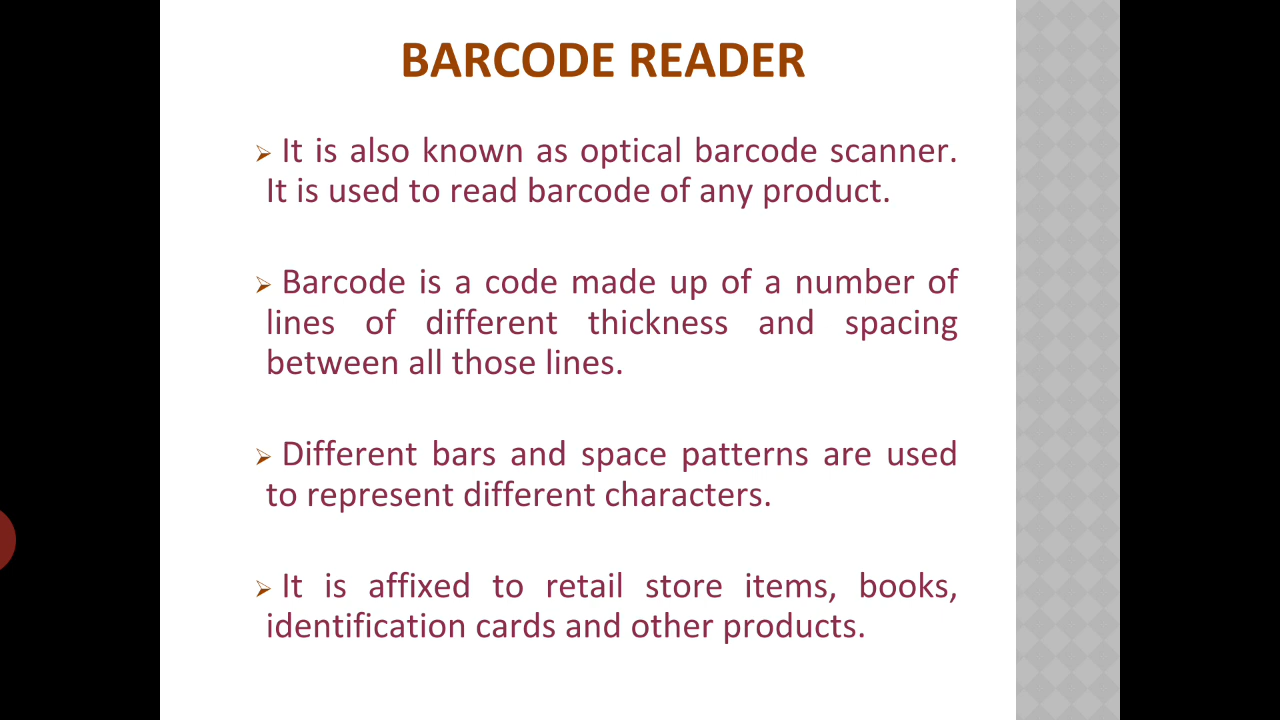 BARCODE READER
➢ It is also known as optical barcode scanner.
It is used to read barcode of any product.
➢ Barcode is a code made up of a number of
lines of different thickness and spacing
between all those lines.
➢ Different bars and space patterns are used
to represent different characters.
➢ It is affixed to retail store items, books,
identification cards and other products.